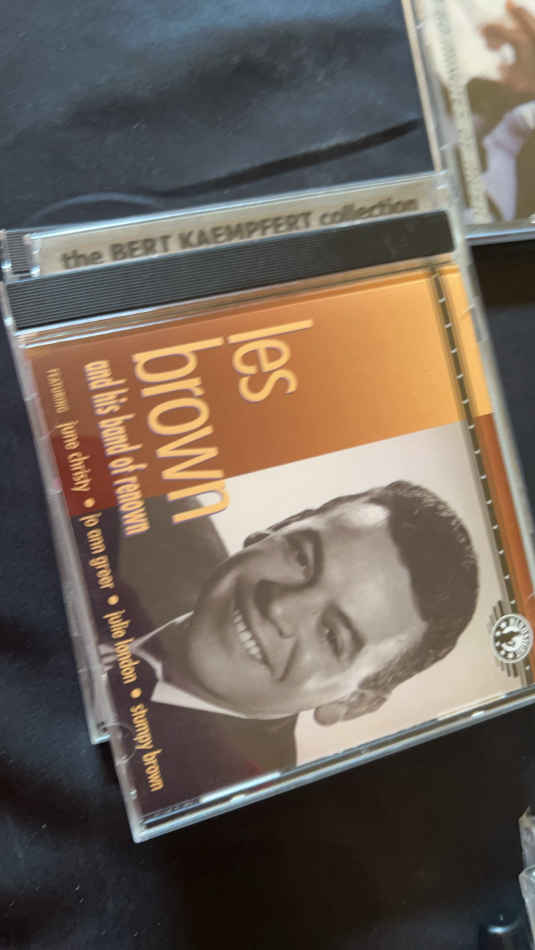 the BERT KAEMPFERT collection
les
brown
and his band of renown
FEATURING june christy • jo ann greer • julie london • stumpy brown